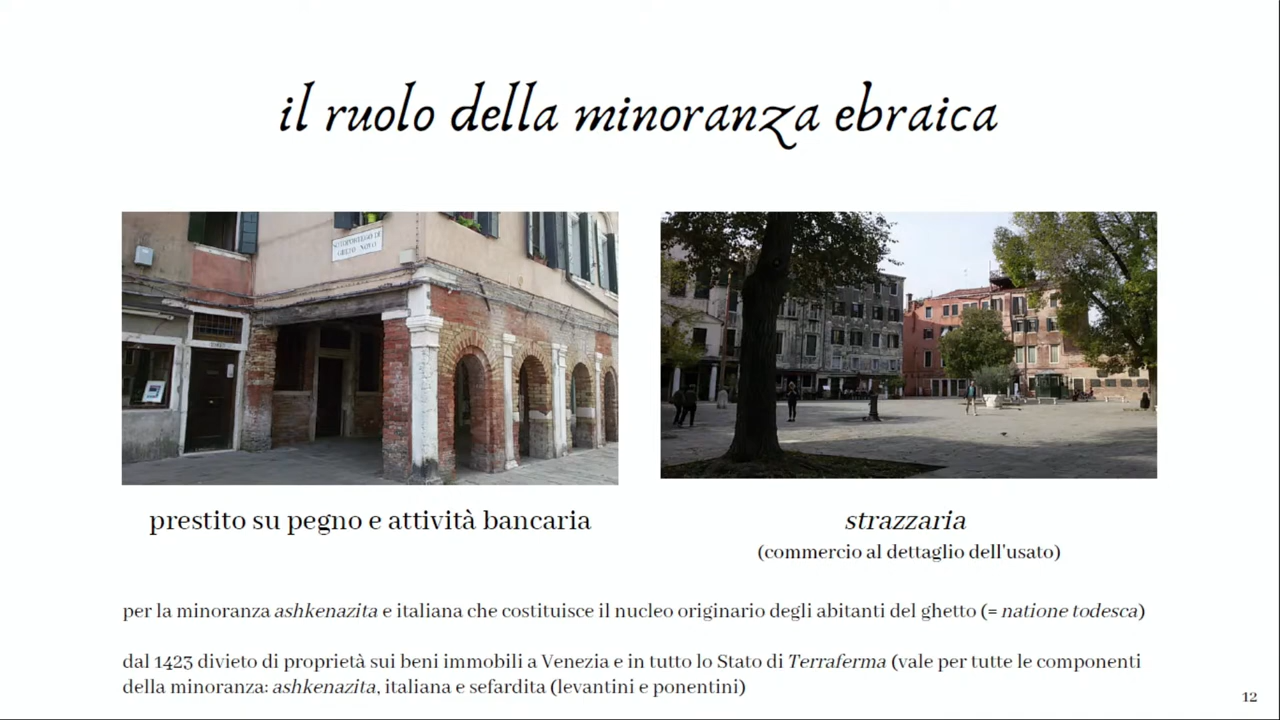 il ruolo della minoranza ebraica
prestito su pegno e attività bancaria
strazzaria
(commercio al dettaglio dell'usato)
per la minoranza ashkenazita e italiana che costituisce il nucleo originario degli abitanti del ghetto (= natione todesca)
dal 1423 divieto di proprietà sui beni immobili a Venezia e in tutto lo Stato di Terraferma (vale per tutte le componenti
della minoranza: ashkenazita, italiana e sefardita (levantini e ponentini)
12